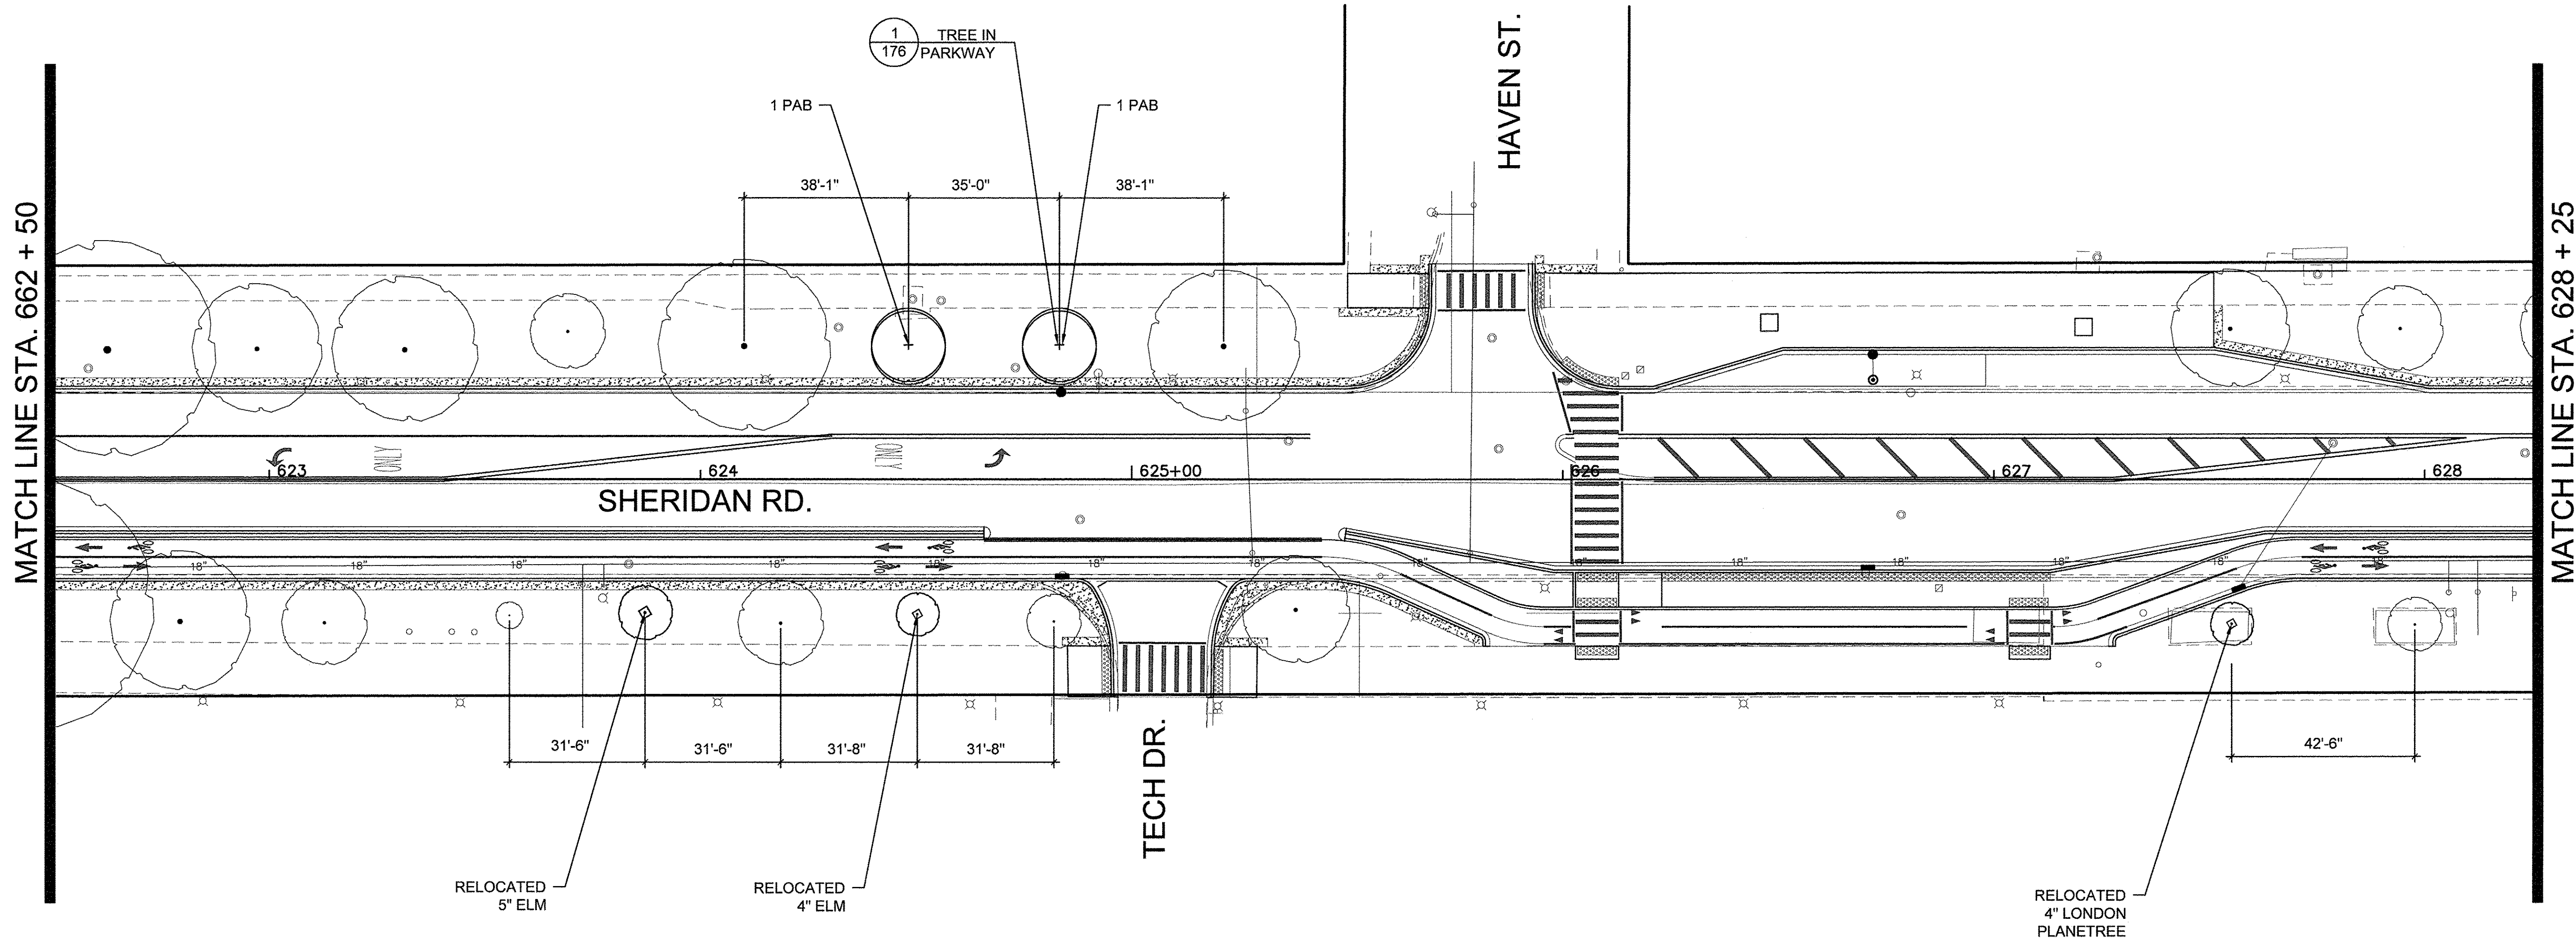 1
176
TREE IN
PARKWAY
1 PAB
1 PAB
HAVEN ST.
38'-1"
35'-0"
38'-1"
MATCH LINE STA. 662 + 50
MATCH LINE STA. 628 + 25
ONLY
ONLY
623
624
625+00
626
627
628
SHERIDAN RD.
18"
18"
18"
18"
18"
18"
18"
18"
18"
18"
18"
18"
18"
18"
31'-6"
31'-6"
31'-8"
31'-8"
42'-6"
TECH DR.
RELOCATED
5" ELM
RELOCATED
4" ELM
RELOCATED
4" LONDON
PLANETREE